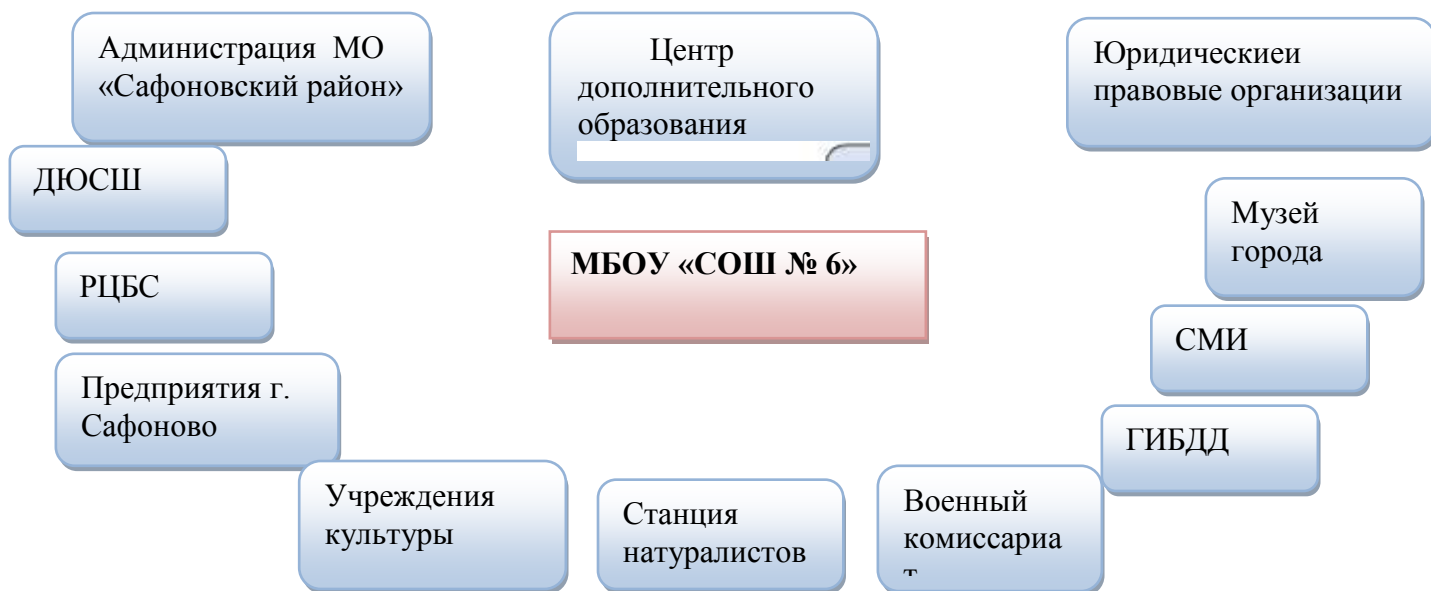 Администрация МО
«Сафоновский район»
Центр
дополнительного
образования
Юридическиеи
правовые организации
ДЮСШ
Музей
города
МБОУ «СОШ № 6»
РЦБС
СМИ
Предприятия г.
Сафоново
ГИБДД
Учреждения
культуры
Станция
натуралистов
Военный
комиссариа
т